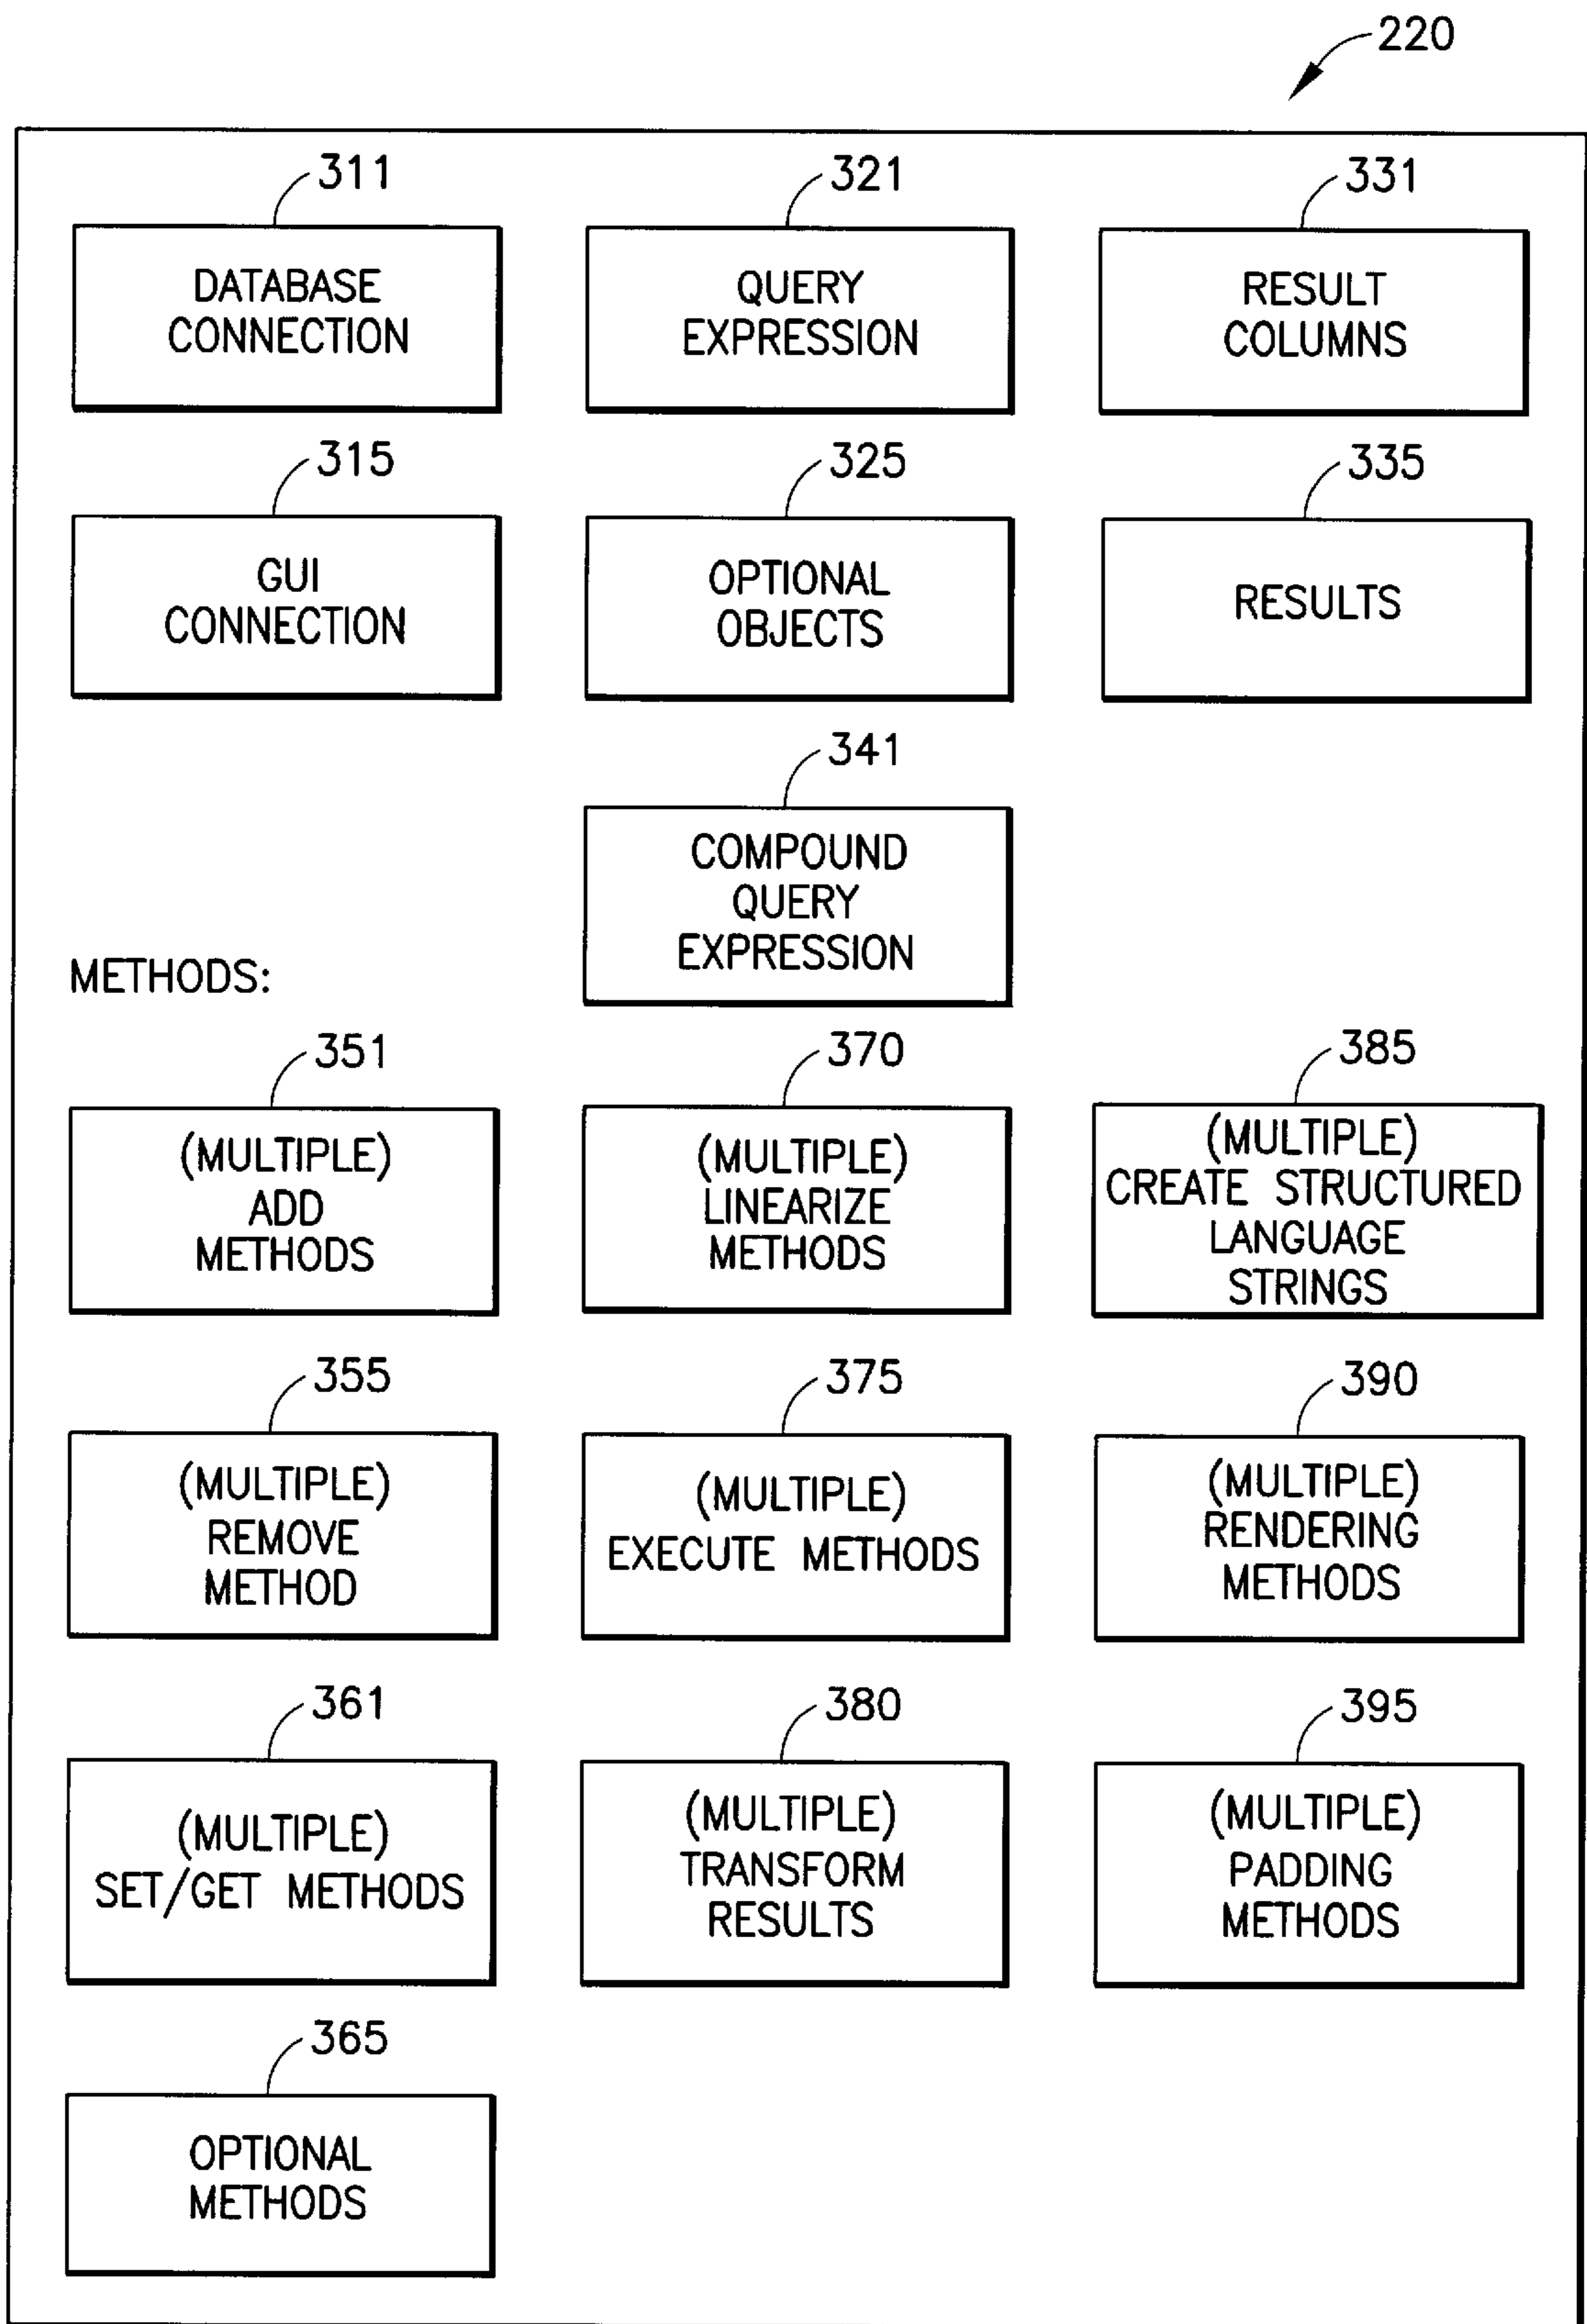 220
311
DATABASE
CONNECTION
321
QUERY
EXPRESSION
331
RESULT
COLUMNS
315
GUI
CONNECTION
325
OPTIONAL
OBJECTS
335
RESULTS
341
COMPOUND
QUERY
EXPRESSION
METHODS:
351
(MULTIPLE)
ADD
METHODS
370
(MULTIPLE)
LINEARIZE
METHODS
385
(MULTIPLE)
CREATE STRUCTURED
LANGUAGE
STRINGS
355
(MULTIPLE)
REMOVE
METHOD
375
(MULTIPLE)
EXECUTE METHODS
390
(MULTIPLE)
RENDERING
METHODS
361
(MULTIPLE)
SET/GET METHODS
380
(MULTIPLE)
TRANSFORM
RESULTS
395
(MULTIPLE)
PADDING
METHODS
365
OPTIONAL
METHODS